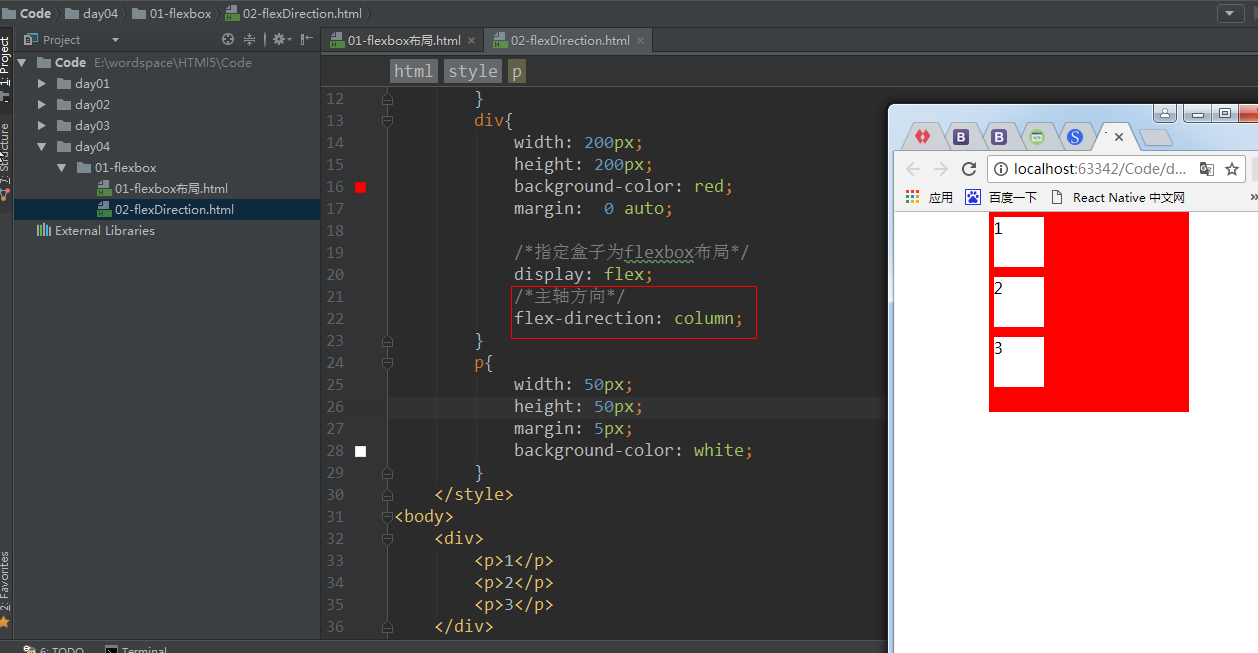 Code day04 01-flexbox 02-flexDirection.html
Project
01-flexbox布局.html
02-flexDirection.html
1: Project
7: Structure
2: Favorites
Code E:\wordspace\HTMl5\Code
day01
day02
day03
day04
01-flexbox
01-flexbox布局.html
02-flexDirection.html
External Libraries
html style p
12 }
13 div{
14 width: 200px;
15 height: 200px;
16 background-color: red;
17 margin: 0 auto;
18
19 /*指定盒子为flexbox布局*/
20 display: flex;
21 /*主轴方向*/
22 flex-direction: column;
23 }
24 p{
25 width: 50px;
26 height: 50px;
27 margin: 5px;
28 background-color: white;
29 }
30 </style>
31 <body>
32 <div>
33 <p>1</p>
34 <p>2</p>
35 <p>3</p>
36 </div>
6: TODO Terminal
B B S
localhost:63342/Code/d...
应用 百度一下 React Native 中文网 »
1
2
3